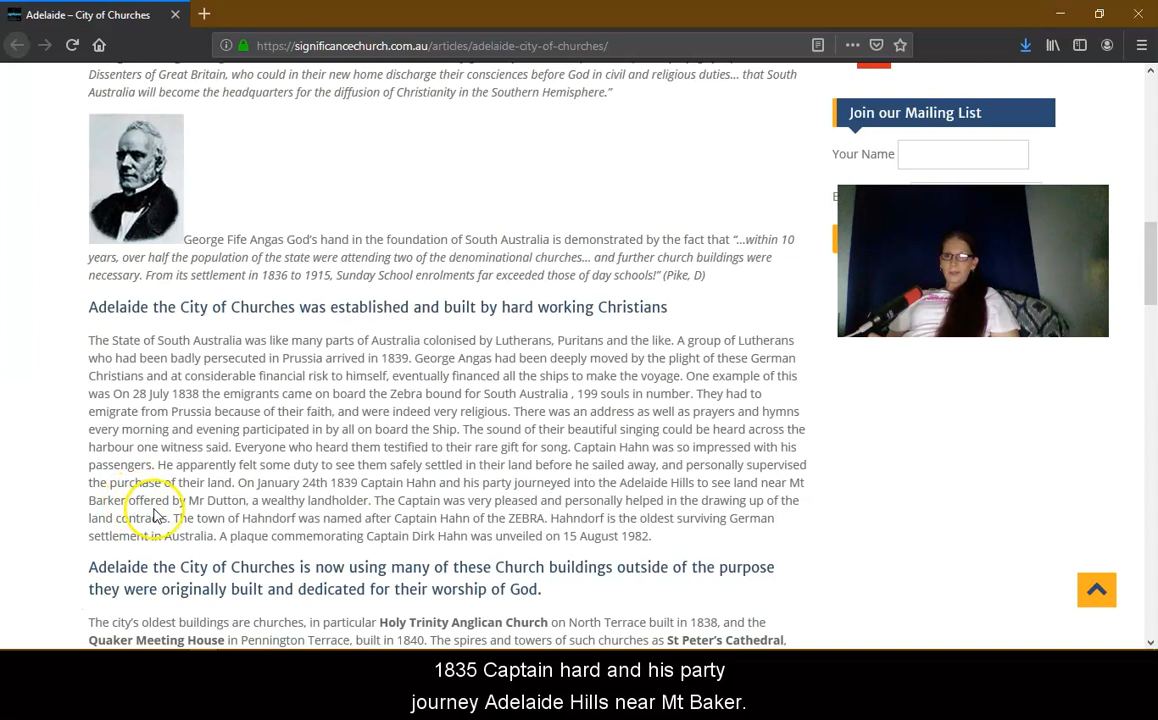 Adelaide – City of Churches
https://significancechurch.com.au/articles/adelaide-city-of-churches/
Dissenters of Great Britain, who could in their new home discharge their consciences before God in civil and religious duties... that South
Australia will become the headquarters for the diffusion of Christianity in the Southern Hemisphere.”
Join our Mailing List
Your Name
George Fife Angas God’s hand in the foundation of South Australia is demonstrated by the fact that “...within 10
years, over half the population of the state were attending two of the denominational churches... and further church buildings were
necessary. From its settlement in 1836 to 1915, Sunday School enrolments far exceeded those of day schools!” (Pike, D)
Adelaide the City of Churches was established and built by hard working Christians
The State of South Australia was like many parts of Australia colonised by Lutherans, Puritans and the like. A group of Lutherans
who had been badly persecuted in Prussia arrived in 1839. George Angas had been deeply moved by the plight of these German
Christians and at considerable financial risk to himself, eventually financed all the ships to make the voyage. One example of this
was On 28 July 1838 the emigrants came on board the Zebra bound for South Australia , 199 souls in number. They had to
emigrate from Prussia because of their faith, and were indeed very religious. There was an address as well as prayers and hymns
every morning and evening participated in by all on board the Ship. The sound of their beautiful singing could be heard across the
harbour one witness said. Everyone who heard them testified to their rare gift for song. Captain Hahn was so impressed with his
passengers. He apparently felt some duty to see them safely settled in their land before he sailed away, and personally supervised
the purchase of their land. On January 24th 1839 Captain Hahn and his party journeyed into the Adelaide Hills to see land near Mt
Barker offered by Mr Dutton, a wealthy landholder. The Captain was very pleased and personally helped in the drawing up of the
land The town of Hahndorf was named after Captain Hahn of the ZEBRA. Hahndorf is the oldest surviving German
settlement in Australia. A plaque commemorating Captain Dirk Hahn was unveiled on 15 August 1982.
Adelaide the City of Churches is now using many of these Church buildings outside of the purpose
they were originally built and dedicated for their worship of God.
The city’s oldest buildings are churches, in particular Holy Trinity Anglican Church on North Terrace built in 1838, and the
Quaker Meeting House in Pennington Terrace, built in 1840. The spires and towers of such churches as St Peter’s Cathedral,
1835 Captain hard and his party
journey Adelaide Hills near Mt Baker.